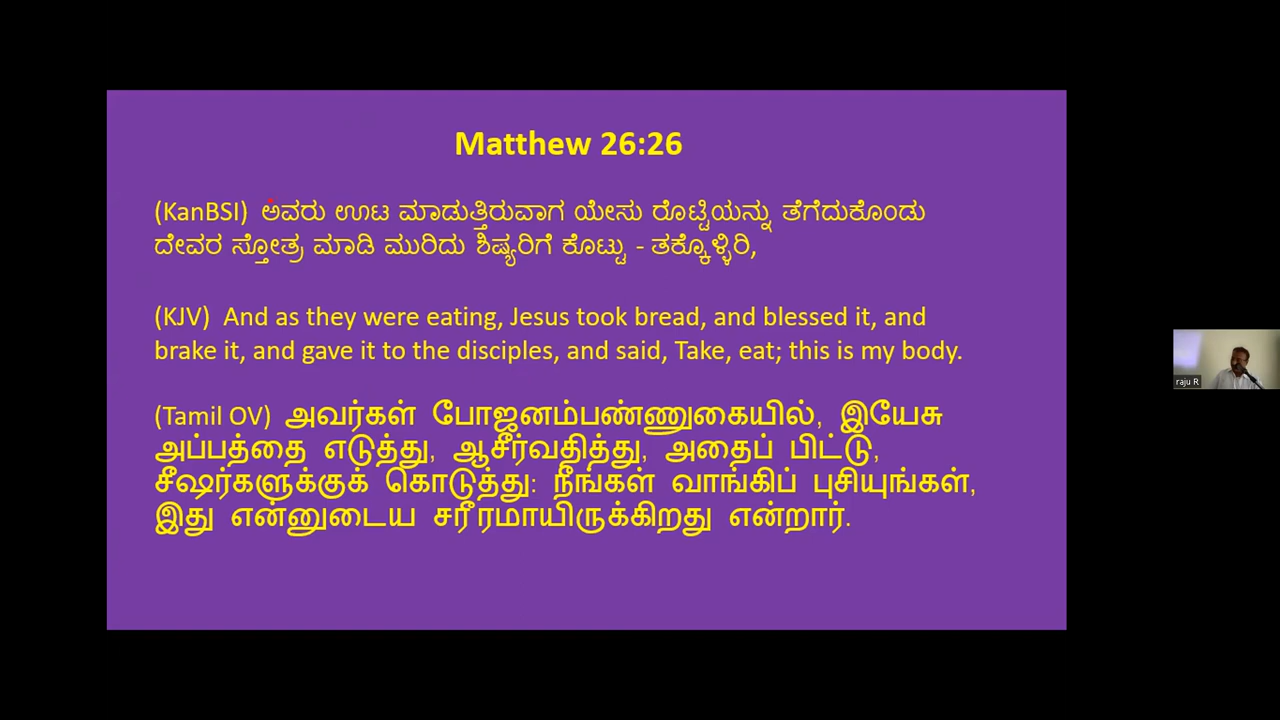 Matthew 26:26
(KanBSI) ಅವರು ಊಟ ಮಾಡುತ್ತಿರುವಾಗ ಯೇಸು ರೊಟ್ಟಿಯನ್ನು ತೆಗೆದುಕೊಂಡು
ದೇವರ ಸ್ತೋತ್ರ ಮಾಡಿ ಮುರಿದು ಶಿಷ್ಯರಿಗೆ ಕೊಟ್ಟು - ತಕ್ಕೊಳ್ಳಿರಿ,
(KJV) And as they were eating, Jesus took bread, and blessed it, and
brake it, and gave it to the disciples, and said, Take, eat; this is my body.
(Tamil OV) அவர்கள் போஜனம்பண்ணுகையில், இயேசு
அப்பத்தை எடுத்து, ஆசீர்வதித்து, அதைப் பிட்டு,
சீஷர்களுக்குக் கொடுத்து: நீங்கள் வாங்கிப் புசியுங்கள்,
இது என்னுடைய சரீரமாயிருக்கிறது என்றார்.
raju R